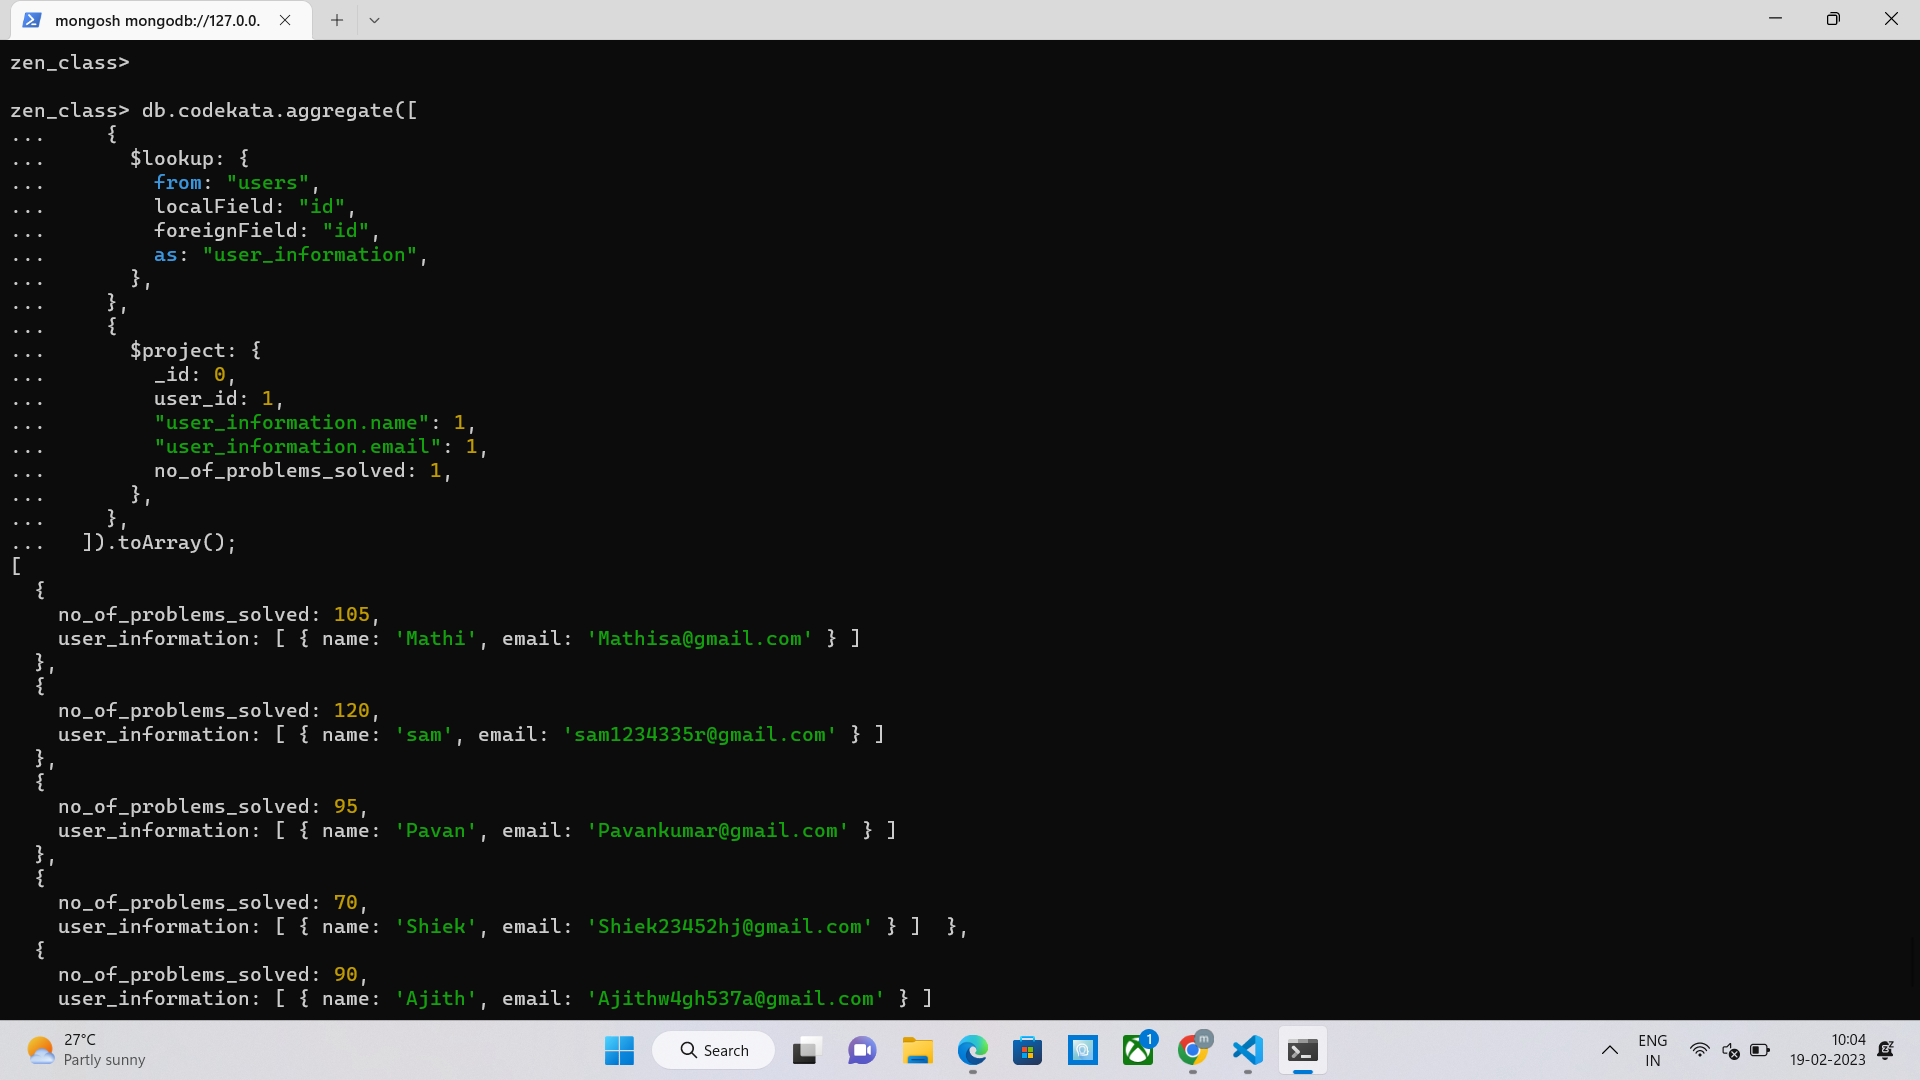 mongosh mongodb://127.0.0.
zen_class>
zen_class> db.codekata.aggregate([
...     {
...       $lookup: {
...         from: "users",
...         localField: "id",
...         foreignField: "id",
...         as: "user_information",
...       },
...     },
...     {
...       $project: {
...         _id: 0,
...         user_id: 1,
...         "user_information.name": 1,
...         "user_information.email": 1,
...         no_of_problems_solved: 1,
...       },
...     },
...   ]).toArray();
[
  {
    no_of_problems_solved: 105,
    user_information: [ { name: 'Mathi', email: 'Mathisa@gmail.com' } ]
  },
  {
    no_of_problems_solved: 120,
    user_information: [ { name: 'sam', email: 'sam1234335r@gmail.com' } ]
  },
  {
    no_of_problems_solved: 95,
    user_information: [ { name: 'Pavan', email: 'Pavankumar@gmail.com' } ]
  },
  {
    no_of_problems_solved: 70,
    user_information: [ { name: 'Shiek', email: 'Shiek23452hj@gmail.com' } ]  },
  {
    no_of_problems_solved: 90,
    user_information: [ { name: 'Ajith', email: 'Ajithw4gh537a@gmail.com' } ]
27°C
Partly sunny
Search
1
m
ENG
IN
10:04
19-02-2023